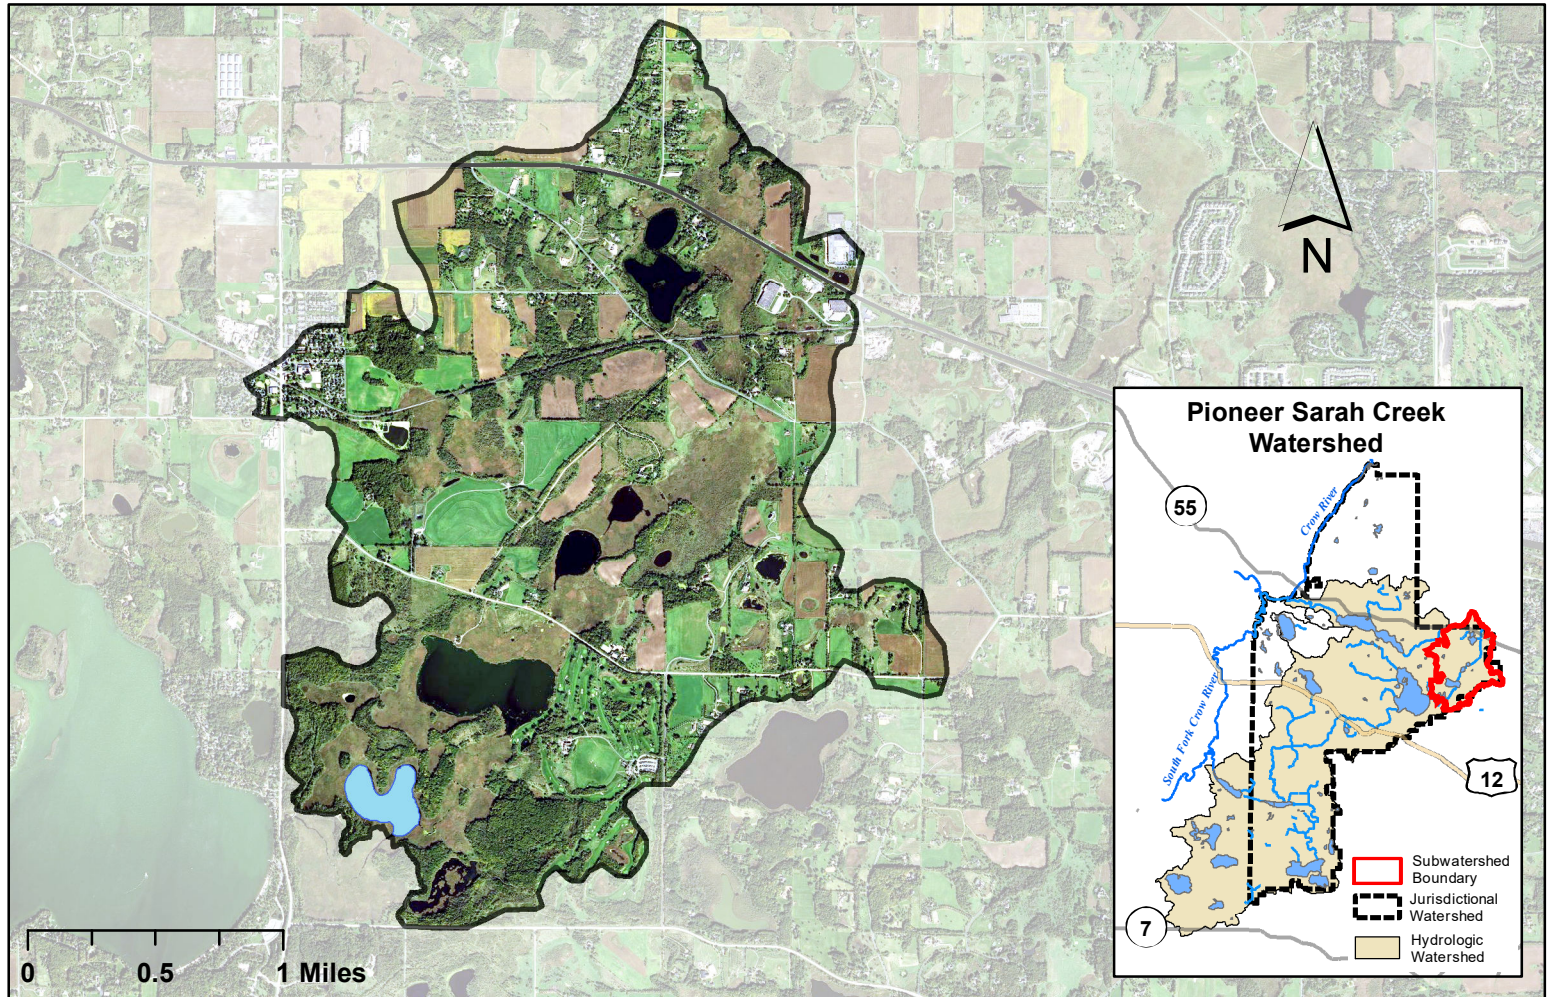 N
Pioneer Sarah Creek
Watershed
55
Crow River
South Fork Crow River
12
7
Subwatershed
Boundary
Jurisdictional
Watershed
Hydrologic
Watershed
0 0.5 1 Miles